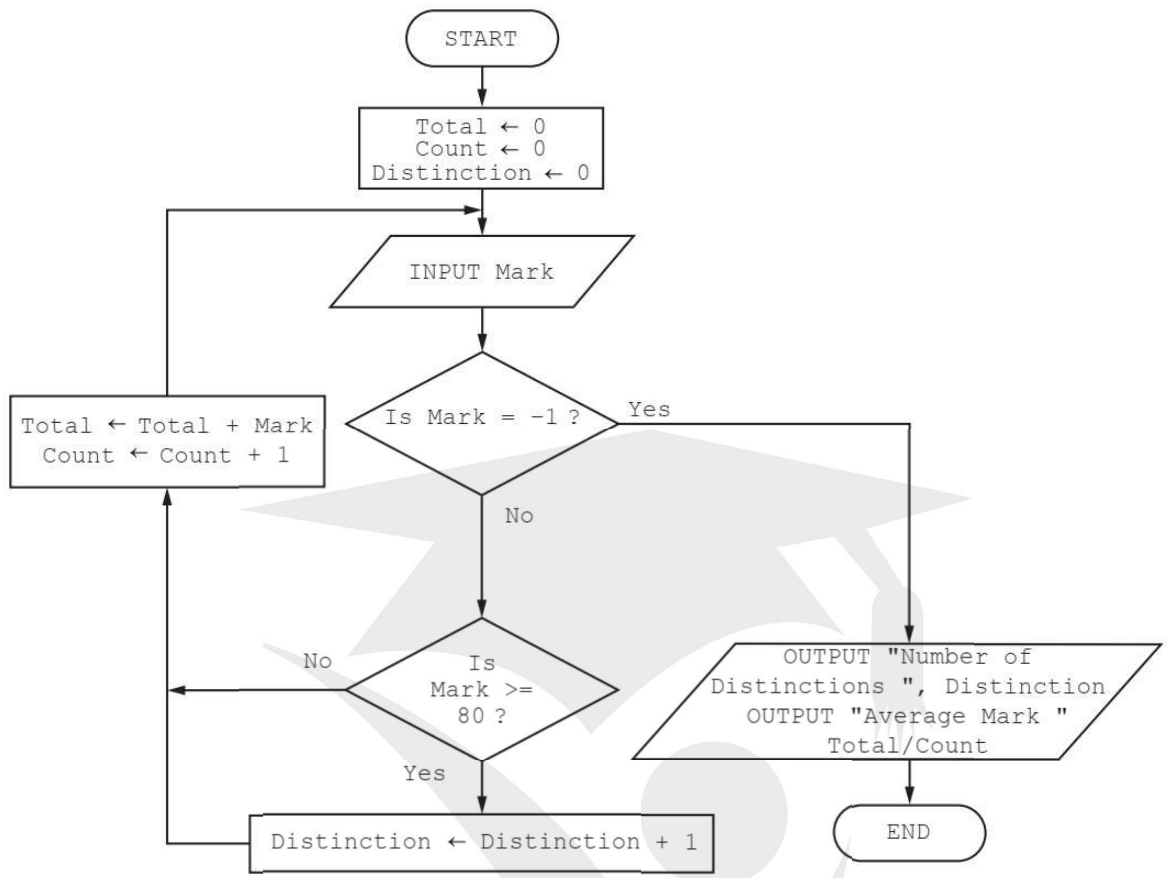 START
Total ← 0
Count ← 0
Distinction ← 0
INPUT Mark
Is Mark = −1 ?
Yes
Total ← Total + Mark
Count ← Count + 1
No
No
Is
Mark >=
80 ?
Yes
Distinction ← Distinction + 1
OUTPUT "Number of
Distinctions ", Distinction
OUTPUT "Average Mark "
Total/Count
END